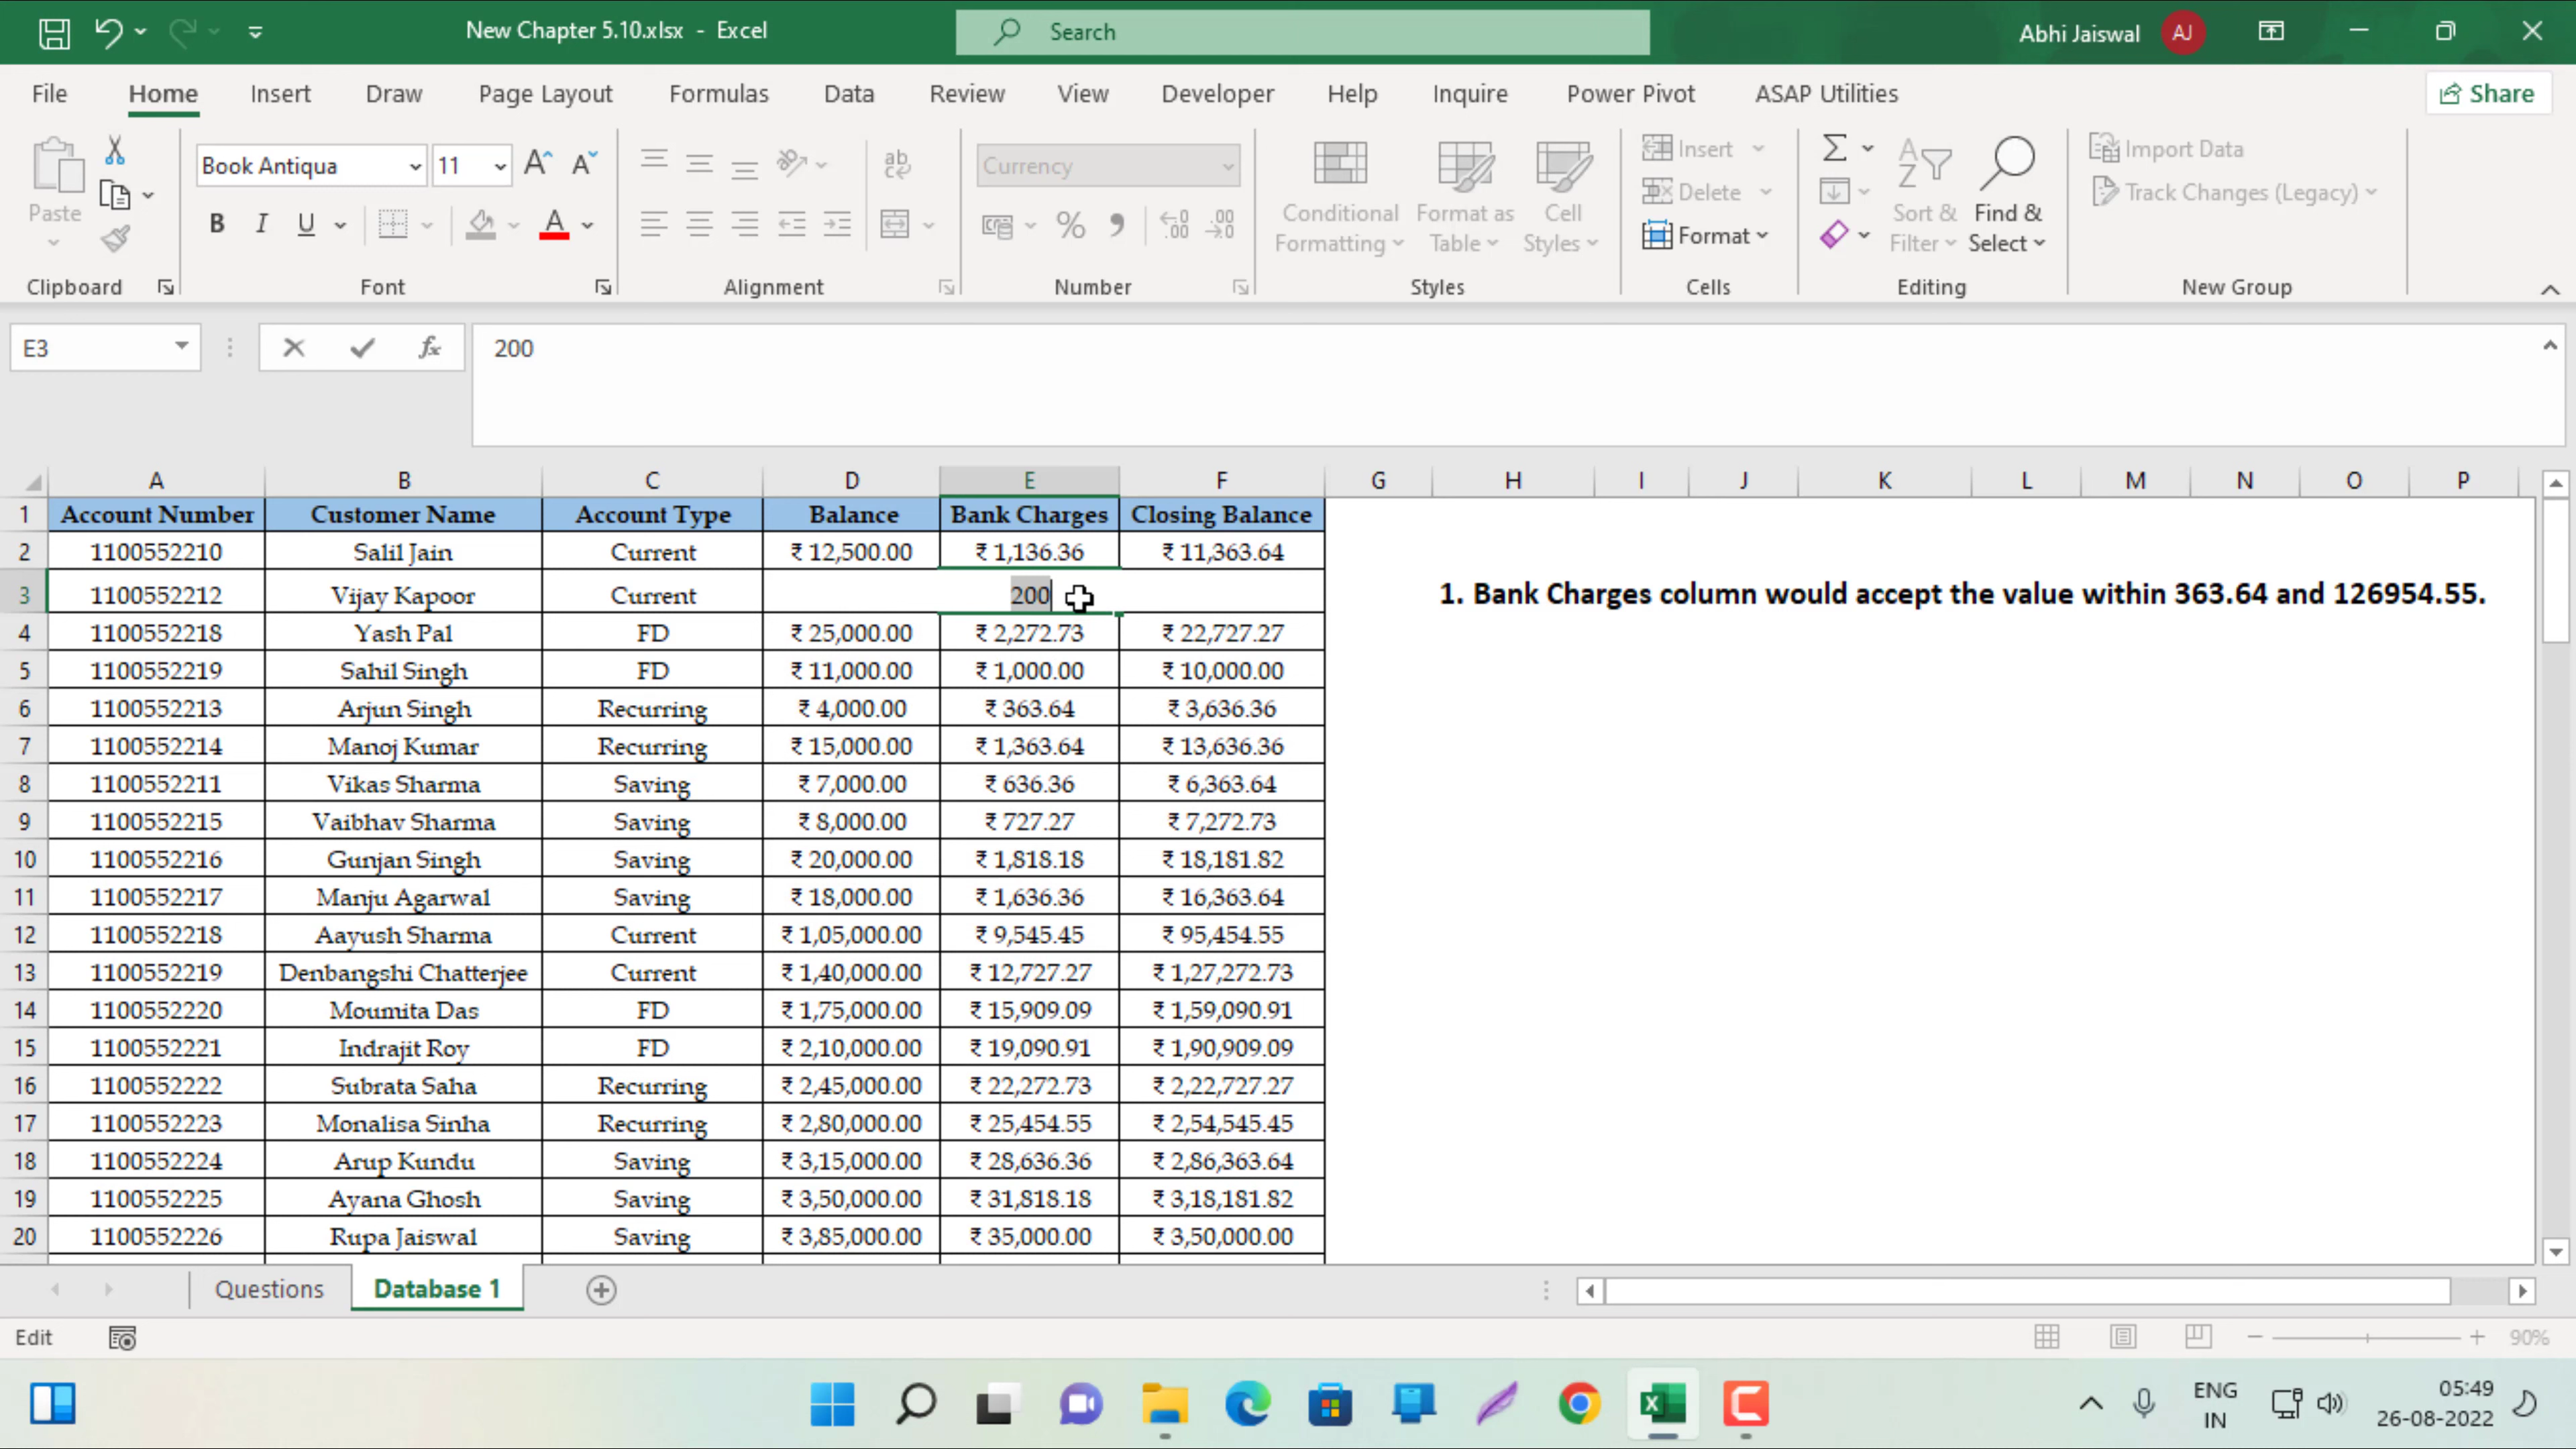 New Chapter 5.10.xlsx - Excel
Search
Abhi Jaiswal AJ
File Home Insert Draw Page Layout Formulas Data Review View Developer Help Inquire Power Pivot ASAP Utilities Share
Paste
Clipboard
Book Antiqua 11
B I U A
Font
ab
Alignment
Currency
%
Number
Conditional Formatting
Format as Table
Cell Styles
Styles
Insert
Delete
Format
Cells
Sort & Filter
Find & Select
Editing
Import Data
Track Changes (Legacy)
New Group
E3 fx 200
A B C D E F G H I J K L M N O P
1 Account Number Customer Name Account Type Balance Bank Charges Closing Balance
2 1100552210 Salil Jain Current ₹ 12,500.00 ₹ 1,136.36 ₹ 11,363.64
3 1100552212 Vijay Kapoor Current 200 1. Bank Charges column would accept the value within 363.64 and 126954.55.
4 1100552218 Yash Pal FD ₹ 25,000.00 ₹ 2,272.73 ₹ 22,727.27
5 1100552219 Sahil Singh FD ₹ 11,000.00 ₹ 1,000.00 ₹ 10,000.00
6 1100552213 Arjun Singh Recurring ₹ 4,000.00 ₹ 363.64 ₹ 3,636.36
7 1100552214 Manoj Kumar Recurring ₹ 15,000.00 ₹ 1,363.64 ₹ 13,636.36
8 1100552211 Vikas Sharma Saving ₹ 7,000.00 ₹ 636.36 ₹ 6,363.64
9 1100552215 Vaibhav Sharma Saving ₹ 8,000.00 ₹ 727.27 ₹ 7,272.73
10 1100552216 Gunjan Singh Saving ₹ 20,000.00 ₹ 1,818.18 ₹ 18,181.82
11 1100552217 Manju Agarwal Saving ₹ 18,000.00 ₹ 1,636.36 ₹ 16,363.64
12 1100552218 Aayush Sharma Current ₹ 1,05,000.00 ₹ 9,545.45 ₹ 95,454.55
13 1100552219 Denbangshi Chatterjee Current ₹ 1,40,000.00 ₹ 12,727.27 ₹ 1,27,272.73
14 1100552220 Moumita Das FD ₹ 1,75,000.00 ₹ 15,909.09 ₹ 1,59,090.91
15 1100552221 Indrajit Roy FD ₹ 2,10,000.00 ₹ 19,090.91 ₹ 1,90,909.09
16 1100552222 Subrata Saha Recurring ₹ 2,45,000.00 ₹ 22,272.73 ₹ 2,22,727.27
17 1100552223 Monalisa Sinha Recurring ₹ 2,80,000.00 ₹ 25,454.55 ₹ 2,54,545.45
18 1100552224 Arup Kundu Saving ₹ 3,15,000.00 ₹ 28,636.36 ₹ 2,86,363.64
19 1100552225 Ayana Ghosh Saving ₹ 3,50,000.00 ₹ 31,818.18 ₹ 3,18,181.82
20 1100552226 Rupa Jaiswal Saving ₹ 3,85,000.00 ₹ 35,000.00 ₹ 3,50,000.00
Questions Database 1
Edit 90%
ENG
IN
05:49
26-08-2022